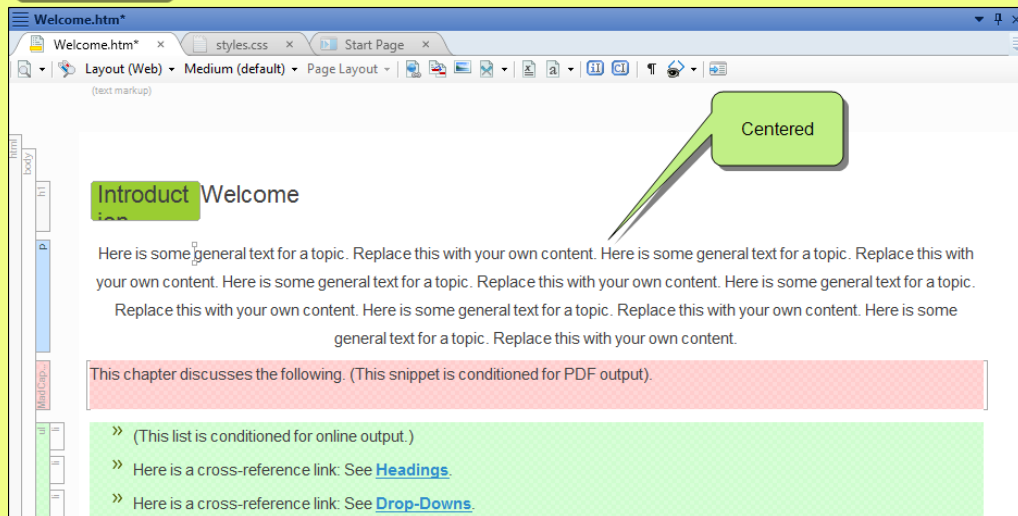 Welcome.htm*
Welcome.htm* × styles.css × Start Page ×
Layout (Web) Medium (default) Page Layout
(text markup)
Centered
html
body
h1
Introduct Welcome
ion
p
Here is some general text for a topic. Replace this with your own content. Here is some general text for a topic. Replace this with
your own content. Here is some general text for a topic. Replace this with your own content. Here is some general text for a topic.
Replace this with your own content. Here is some general text for a topic. Replace this with your own content. Here is some
general text for a topic. Replace this with your own content.
MadCap...
This chapter discusses the following. (This snippet is conditioned for PDF output).
ul
li
» (This list is conditioned for online output.)
li
» Here is a cross-reference link: See Headings.
li
» Here is a cross-reference link: See Drop-Downs.